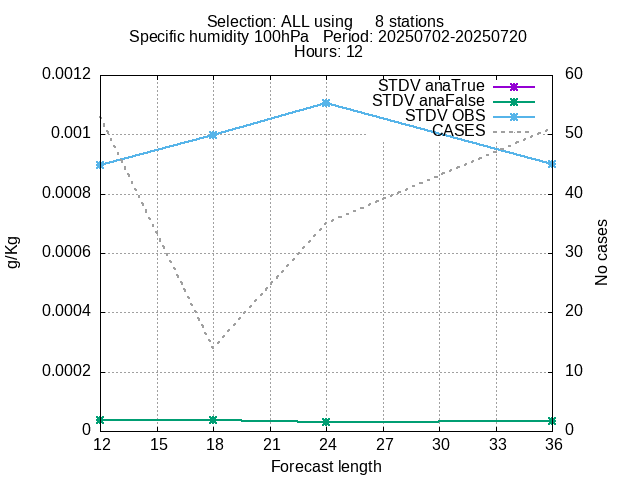 Selection: ALL using     8 stations
Specific humidity 100hPa   Period: 20250702-20250720
Hours: 12
0.0012
0.001
0.0008
0.0006
0.0004
0.0002
0
60
50
40
30
20
10
0
STDV anaTrue
STDV anaFalse
STDV OBS
CASES
g/Kg
No cases
12 15 18 21 24 27 30 33 36
Forecast length